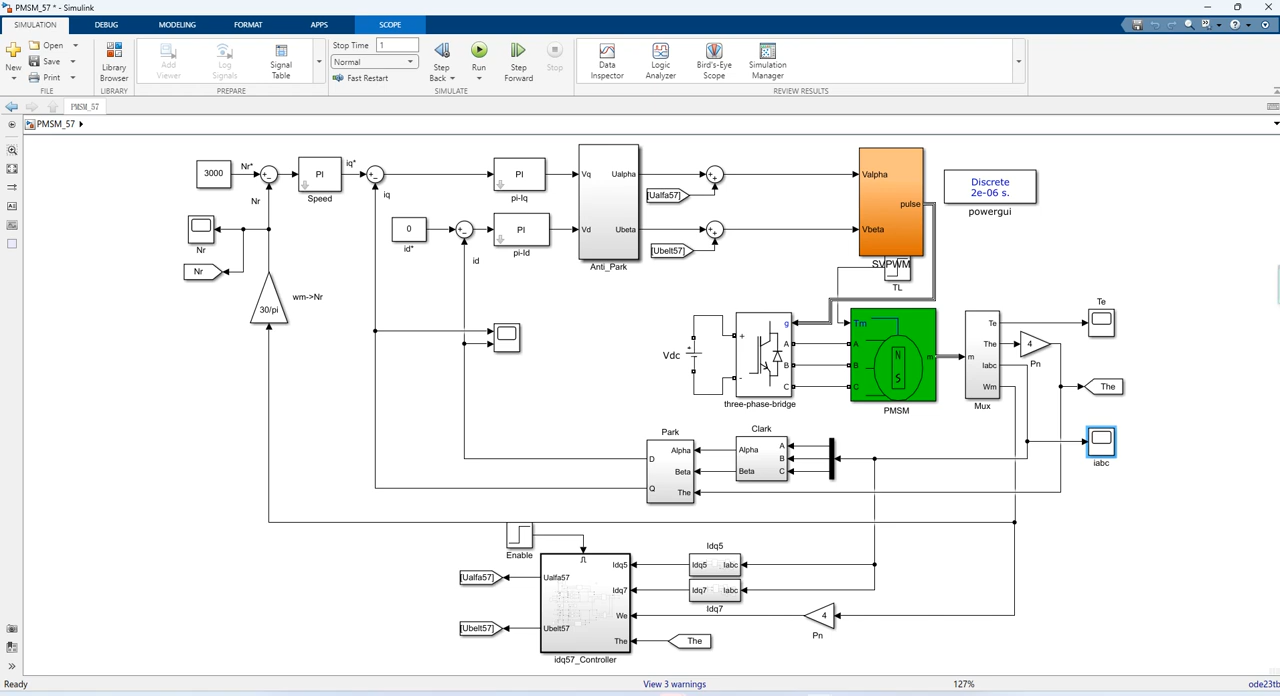 PMSM_57 * - Simulink
SIMULATION DEBUG MODELING FORMAT APPS SCOPE
New
Open
Save
Print
FILE
Library
Browser
LIBRARY
Add
Viewer
Log
Signals
Signal
Table
PREPARE
Stop Time 1
Normal
Fast Restart
Step
Back
Run
Step
Forward
Stop
SIMULATE
Data
Inspector
Logic
Analyzer
Bird's-Eye
Scope
Simulation
Manager
REVIEW RESULTS
PMSM_57
PMSM_57
3000
Nr*
Nr
PI
Speed
iq*
iq
PI
pi-Iq
0
id*
id
PI
pi-Id
Vq Ualpha
Vd Ubeta
Anti_Park
[Ualfa57]
[Ubelt57]
Valpha
pulse
Vbeta
SVPWM
TL
Discrete
2e-06 s.
powergui
Nr
Nr
30/pi
wm->Nr
Vdc
+
-
g
A
B
C
three-phase-bridge
Tm
A
B
C
m
N
S
PMSM
m
Te
The
Iabc
Wm
Mux
Te
4
Pn
The
iabc
Park
D
Q
Alpha
Beta
The
Clark
Alpha
Beta
A
B
C
Enable
[Ualfa57]
[Ubelt57]
Ualfa57
Ubelt57
Idq5
Idq7
We
The
idq57_Controller
Idq5
Idq5 Iabc
Idq7 Iabc
Idq7
4
Pn
The
Ready
View 3 warnings
127%
ode23tb